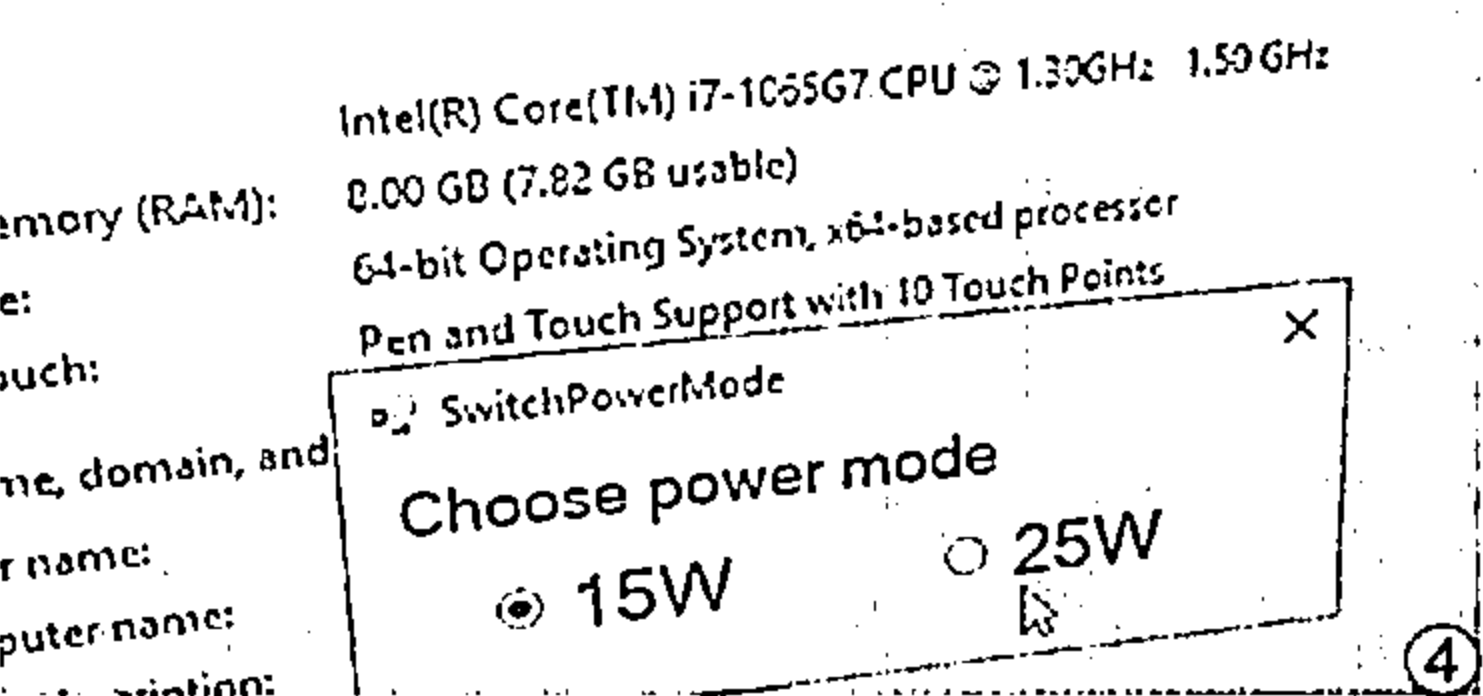 Intel(R) Core(TM) i7-1065G7 CPU @ 1.30GHz 1.50 GHz
emory (RAM): 8.00 GB (7.82 GB usable)
e: 64-bit Operating System, x64-based processor
ouch: Pen and Touch Support with 10 Touch Points
SwitchPowerMode
me, domain, and
Choose power mode
r name:
15W 25W
puter name:
4